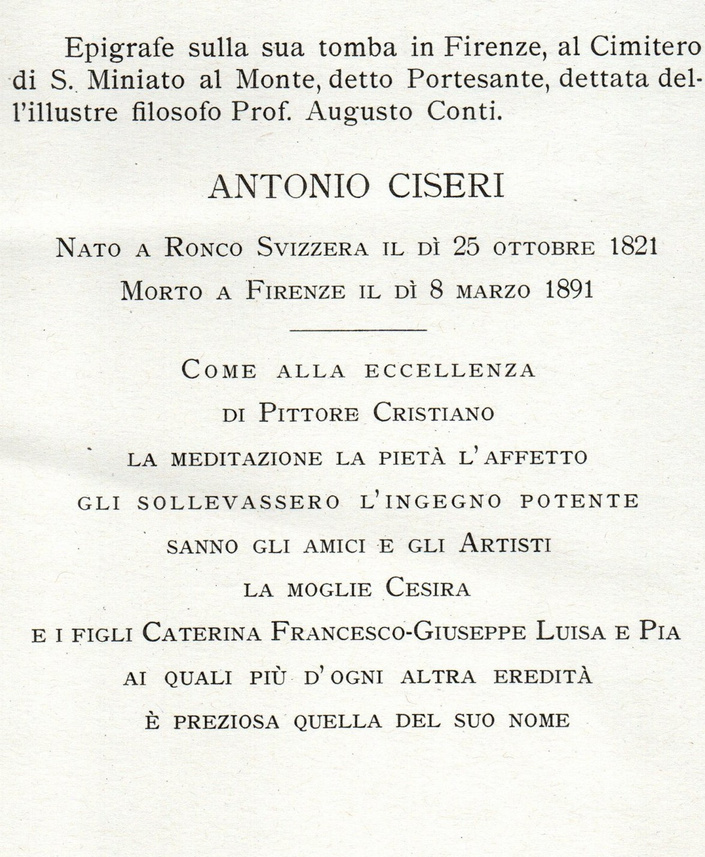 Epigrafe sulla sua tomba in Firenze, al Cimitero
di S. Miniato al Monte, detto Portesante, dettata del-
l'illustre filosofo Prof. Augusto Conti.
ANTONIO CISERI
Nato a Ronco Svizzera il dì 25 ottobre 1821
Morto a Firenze il dì 8 marzo 1891
Come alla eccellenza
di Pittore Cristiano
la meditazione la pietà l'affetto
gli sollevassero l'ingegno potente
sanno gli amici e gli Artisti
la moglie Cesira
e i figli Caterina Francesco-Giuseppe Luisa e Pia
ai quali più d'ogni altra eredità
è preziosa quella del suo nome